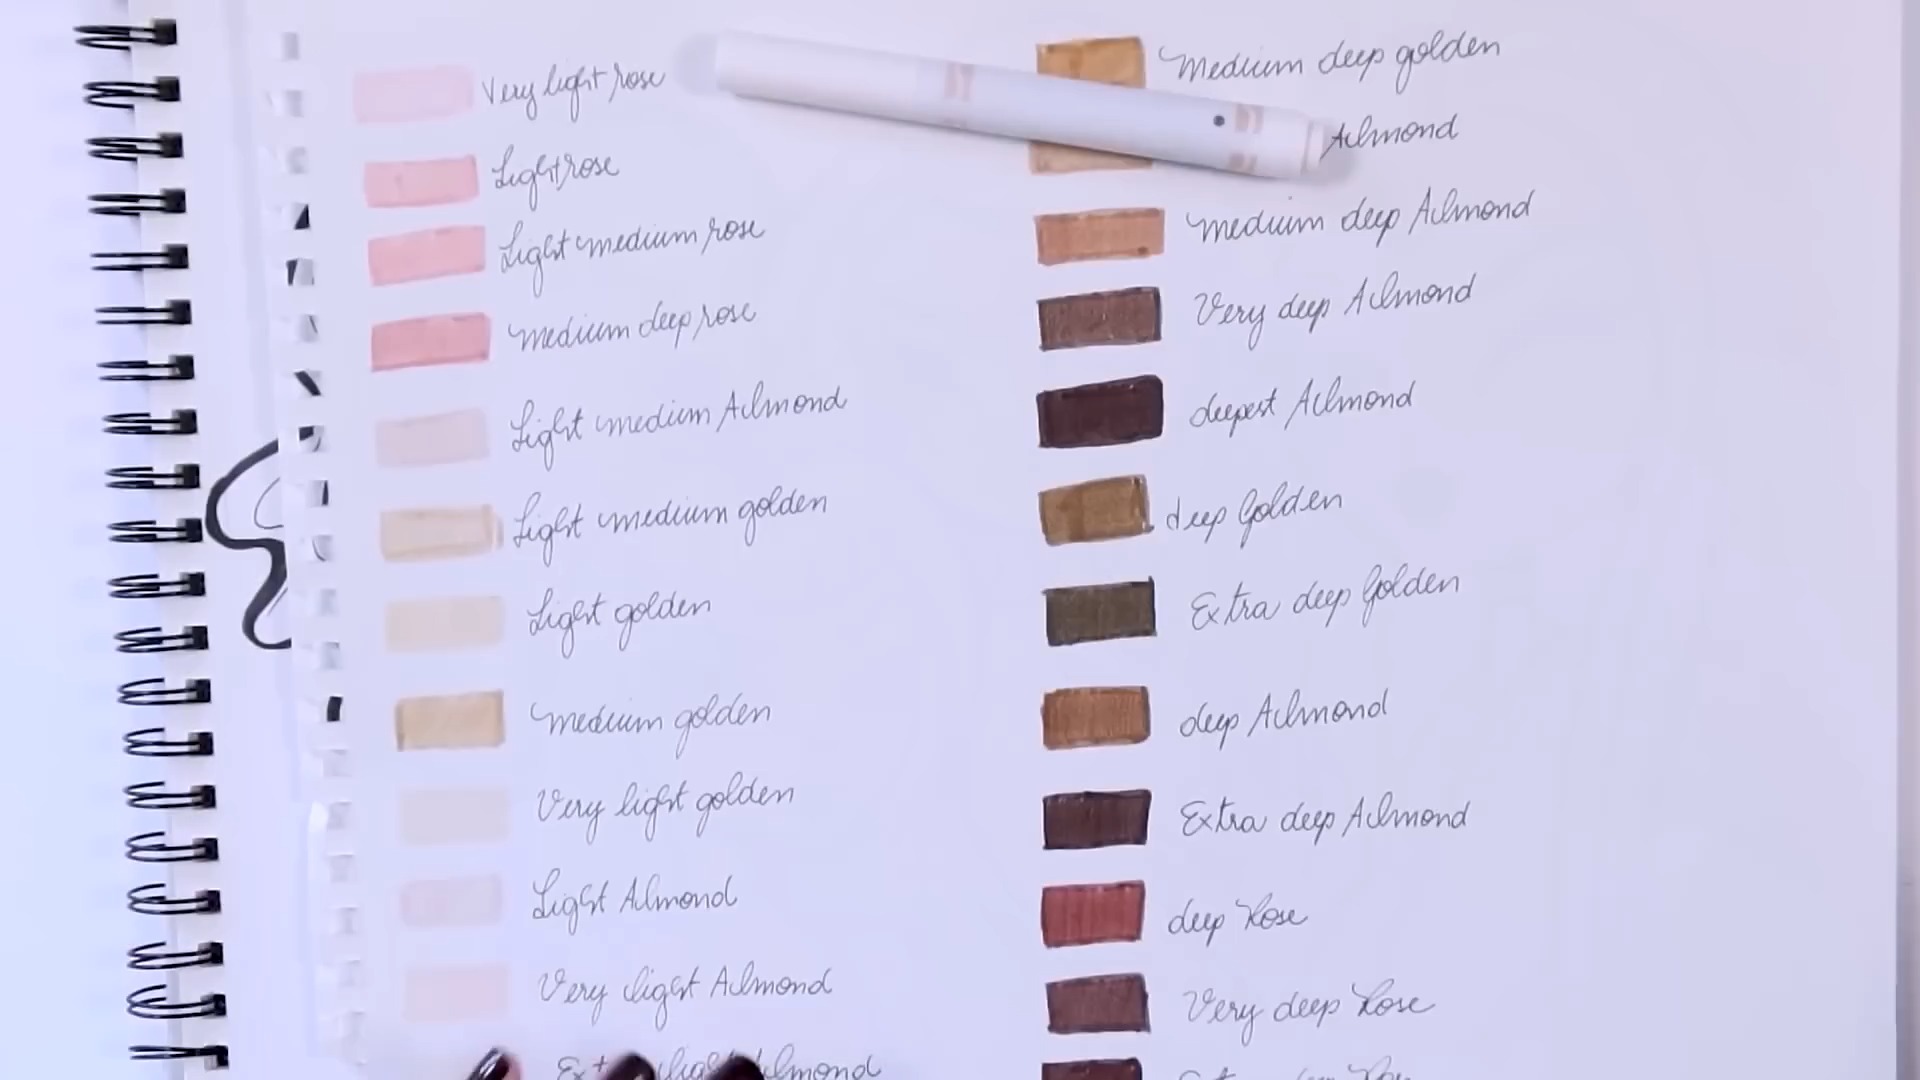 Very light rose
Light rose
Light medium rose
medium deep rose
Light medium Almond
Light medium golden
Light golden
medium golden
Very light golden
Light Almond
Very light Almond
Almond
medium deep golden
Almond
medium deep Almond
Very deep Almond
deepest Almond
deep Golden
Extra deep Golden
deep Almond
Extra deep Almond
deep Rose
Very deep Rose